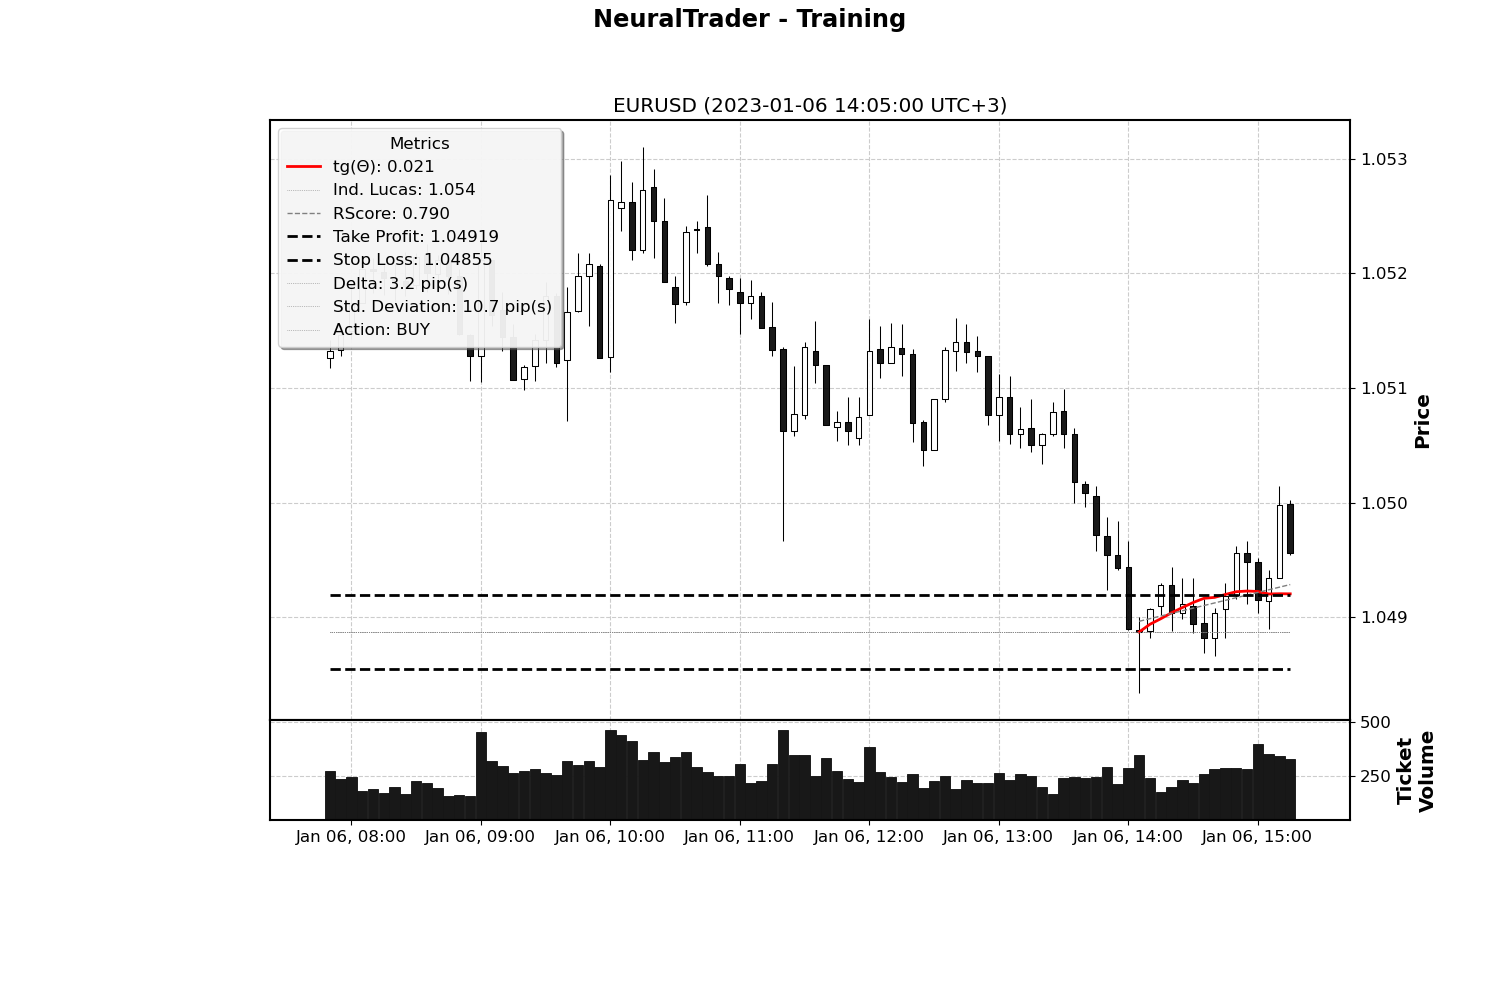 NeuralTrader - Training
EURUSD (2023-01-06 14:05:00 UTC+3)
Metrics
tg(Θ): 0.021
Ind. Lucas: 1.054
RScore: 0.790
Take Profit: 1.04919
Stop Loss: 1.04855
Delta: 3.2 pip(s)
Std. Deviation: 10.7 pip(s)
Action: BUY
1.053
1.052
1.051
1.050
1.049
Price
500
250
Ticket
Volume
Jan 06, 08:00
Jan 06, 09:00
Jan 06, 10:00
Jan 06, 11:00
Jan 06, 12:00
Jan 06, 13:00
Jan 06, 14:00
Jan 06, 15:00